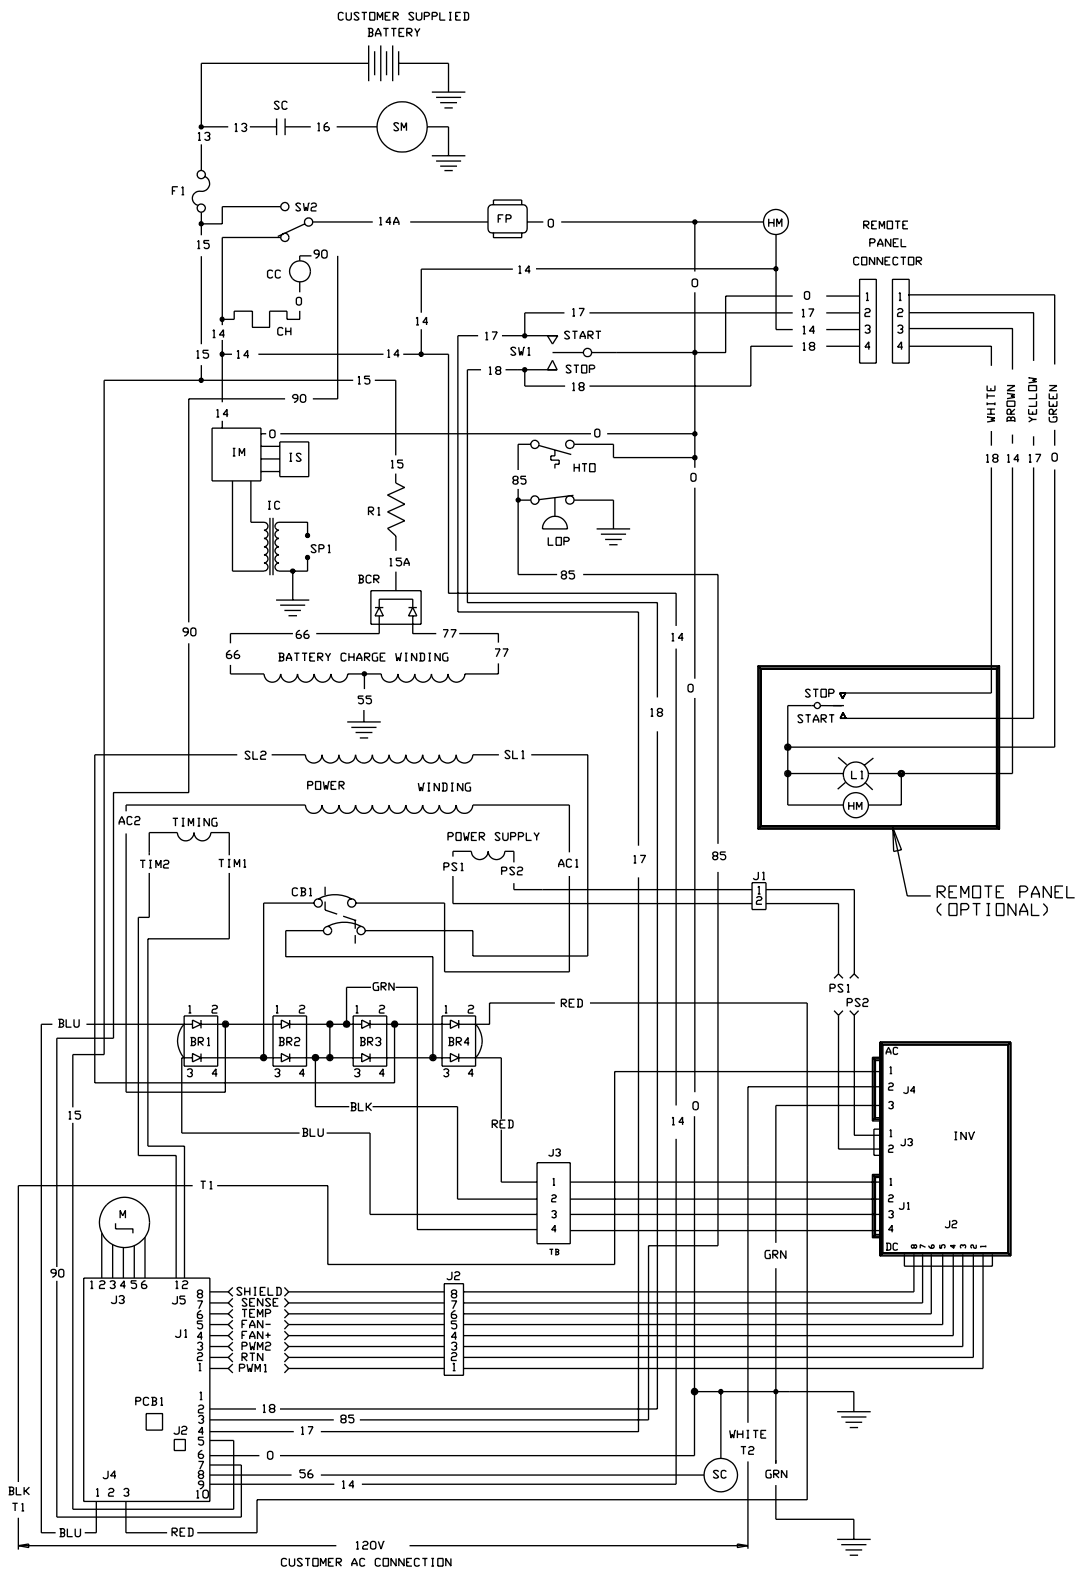 CUSTOMER SUPPLIED
BATTERY
SC
13
13
16
SM
F1
SW2
14A
FP
0
HM
REMOTE
PANEL
CONNECTOR
15
90
CC
14
0
0
0
1
1
17
17
2
2
CH
14
14
17
START
14
3
3
SW1
18
4
4
15
14
14
18
STOP
15
18
90
WHITE
BROWN
YELLOW
GREEN
14
0
0
IM
IS
15
HTO
18
14
17
0
85
0
IC
R1
SP1
LOP
15A
BCR
85
90
66
77
14
66
BATTERY CHARGE WINDING
77
55
0
STOP
18
START
SL2
SL1
L1
POWER
WINDING
HM
AC2
TIMING
POWER SUPPLY
17
85
TIM2
TIM1
PS1
PS2
AC1
J1
1
2
CB1
REMOTE PANEL
(OPTIONAL)
GRN
RED
PS1
PS2
BLU
1 2
1 2
1 2
1 2
BR1
BR2
BR3
BR4
3 4
3 4
3 4
3 4
AC
1
2
J4
3
BLK
0
15
BLU
RED
14
1
J3
2
INV
J3
1
2
3
4
TB
1
2
J1
3
4
J2
DC
8 7 6 5 4 3 2 1
T1
M
GRN
90
1 2 3 4 5 6
J3
12
J5
J2
8
SHIELD
8
7
SENSE
7
6
TEMP
6
5
FAN-
5
J1
4
FAN+
4
3
PWM2
3
2
RTN
2
1
PWM1
1
PCB1
J2
1
2
18
3
85
4
17
5
6
0
7
8
56
9
14
10
J4
1 2 3
WHITE
T2
SC
GRN
BLK
T1
BLU
RED
120V
CUSTOMER AC CONNECTION